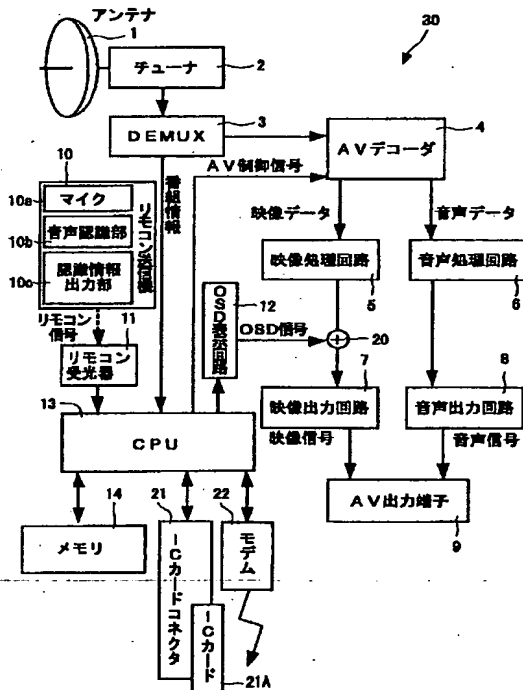 アンテナ
1
30
チューナ
2
DEMUX
3
AVデコーダ
4
AV制御信号
番組情報
映像データ
音声データ
10
10a
マイク
10b
音声認識部
10c
認識情報
出力部
リモコン送信機
リモコン
信号
11
リモコン
受光器
12
OSD表示回路
OSD信号
映像処理回路
5
音声処理回路
6
20
7
映像出力回路
8
音声出力回路
映像信号
音声信号
AV出力端子
9
13
CPU
14
メモリ
21
ICカードコネクタ
22
モデム
ICカード
21A